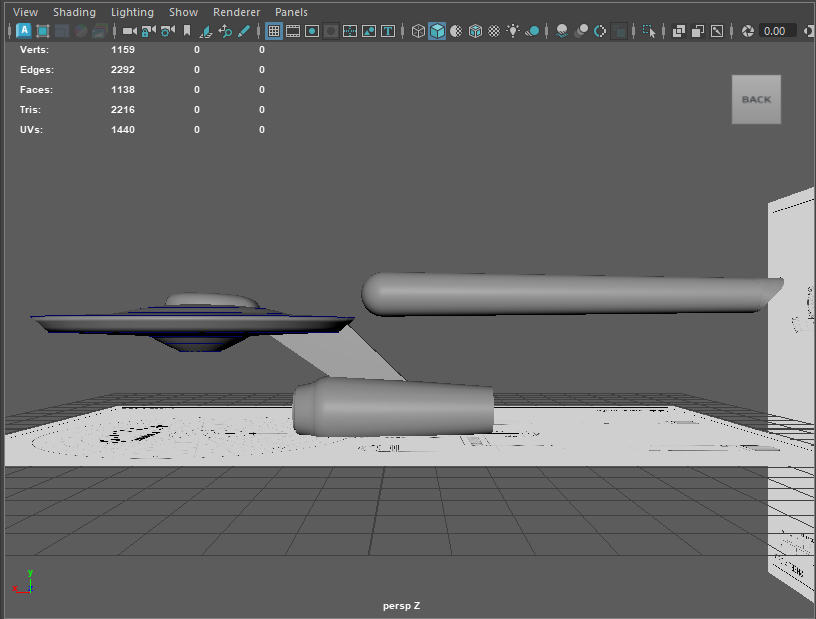 View Shading Lighting Show Renderer Panels
A T 0.00
Verts: 1159 0 0
Edges: 2292 0 0
Faces: 1138 0 0
Tris: 2216 0 0
UVs: 1440 0 0
BACK
y
x
persp Z